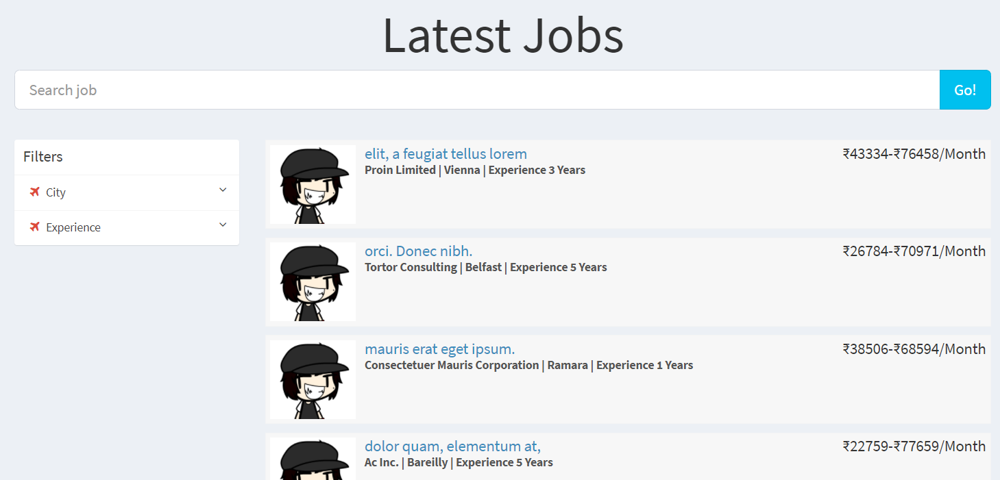 Latest Jobs
Search job
Go!
Filters
City
Experience
elit, a feugiat tellus lorem
₹43334-₹76458/Month
Proin Limited | Vienna | Experience 3 Years
orci. Donec nibh.
₹26784-₹70971/Month
Tortor Consulting | Belfast | Experience 5 Years
mauris erat eget ipsum.
₹38506-₹68594/Month
Consectetuer Mauris Corporation | Ramara | Experience 1 Years
dolor quam, elementum at,
₹22759-₹77659/Month
Ac Inc. | Bareilly | Experience 5 Years